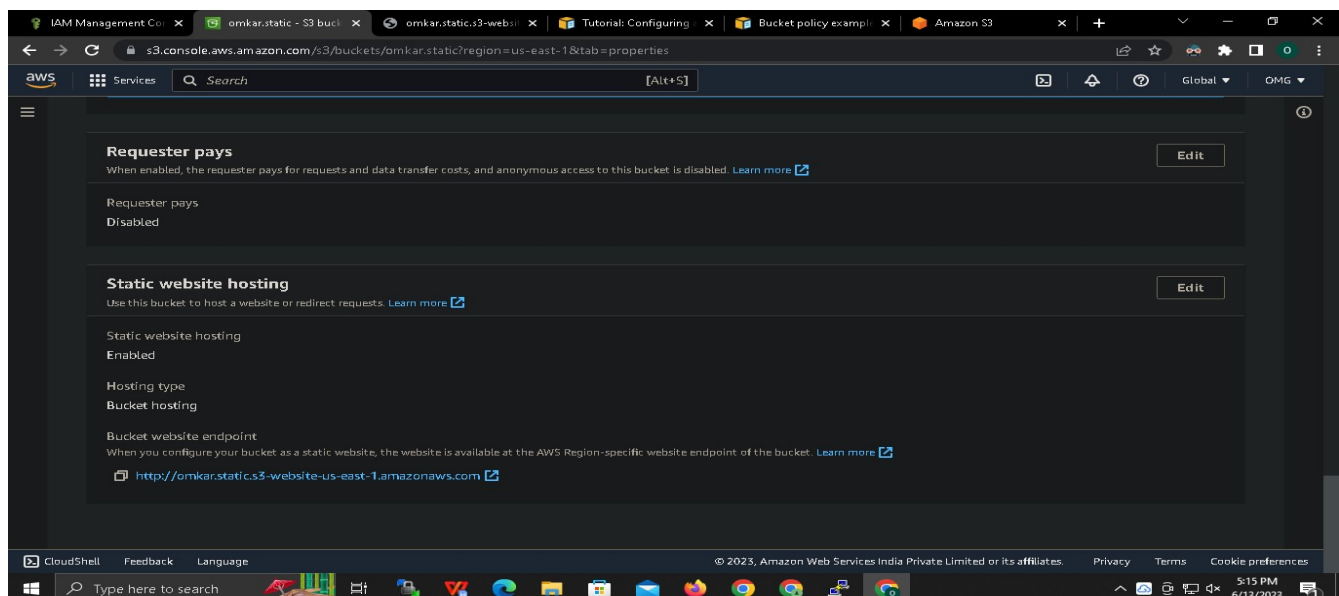 IAM Management Cor
omkar.static - S3 buck
omkar.static.s3-websit
Tutorial: Configuring
Bucket policy example
Amazon S3
s3.console.aws.amazon.com/s3/buckets/omkar.static?region=us-east-1&tab=properties
O
aws
Services
Search
[Alt+S]
Global
OMG
Requester pays
Edit
When enabled, the requester pays for requests and data transfer costs, and anonymous access to this bucket is disabled. Learn more
Requester pays
Disabled
Static website hosting
Edit
Use this bucket to host a website or redirect requests. Learn more
Static website hosting
Enabled
Hosting type
Bucket hosting
Bucket website endpoint
When you configure your bucket as a static website, the website is available at the AWS Region-specific website endpoint of the bucket. Learn more
http://omkar.static.s3-website-us-east-1.amazonaws.com
CloudShell Feedback Language
© 2023, Amazon Web Services India Private Limited or its affiliates. Privacy Terms Cookie preferences
Type here to search
5:15 PM
6/13/2023